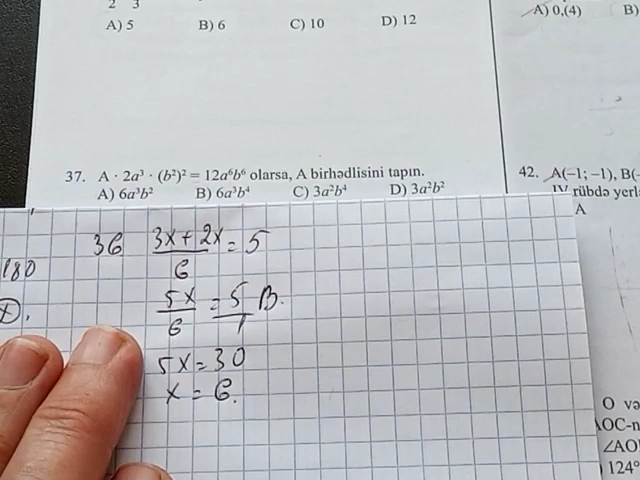 2 3
A) 5 B) 6 C) 10 D) 12
A) 0,(4) B)
37. A · 2a³ · (b²)² = 12a⁶b⁶ olarsa, A birhədlisini tapın.
A) 6a³b² B) 6a³b⁴ C) 3a²b⁴ D) 3a²b²
42. A(−1; −1), B(-
IV rübdə yerl
A
180
36 3x + 2x = 5
6
5x = 5 B.
6 1
5x = 30
x = 6.
O və
AOC-n
∠AO
124°